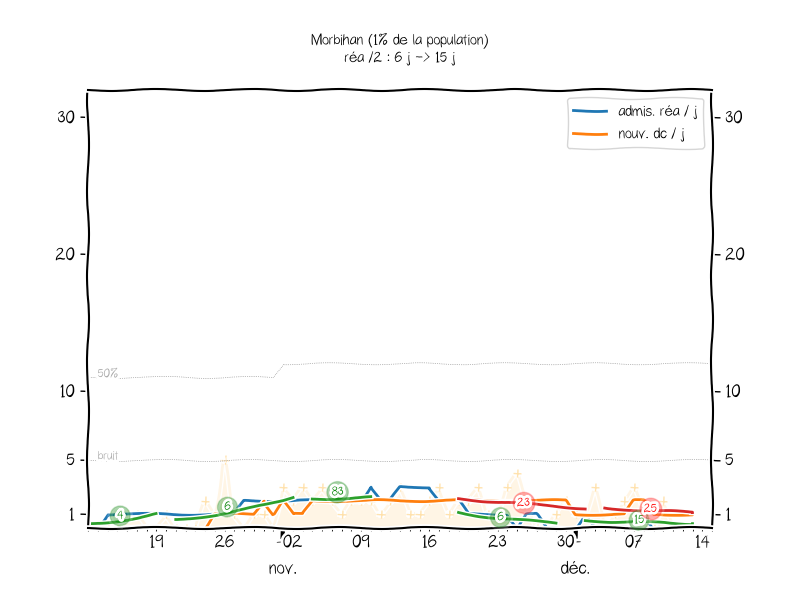 Morbihan (1% de la population)
réa /2 : 6 j -> 15 j
admis. réa / j
nouv. dc / j
30
30
20
20
50%
10
10
bruit
5
5
83
6
4
23
25
6
15
1
1
19 26 02 09 16 23 30 07 14
nov. déc.